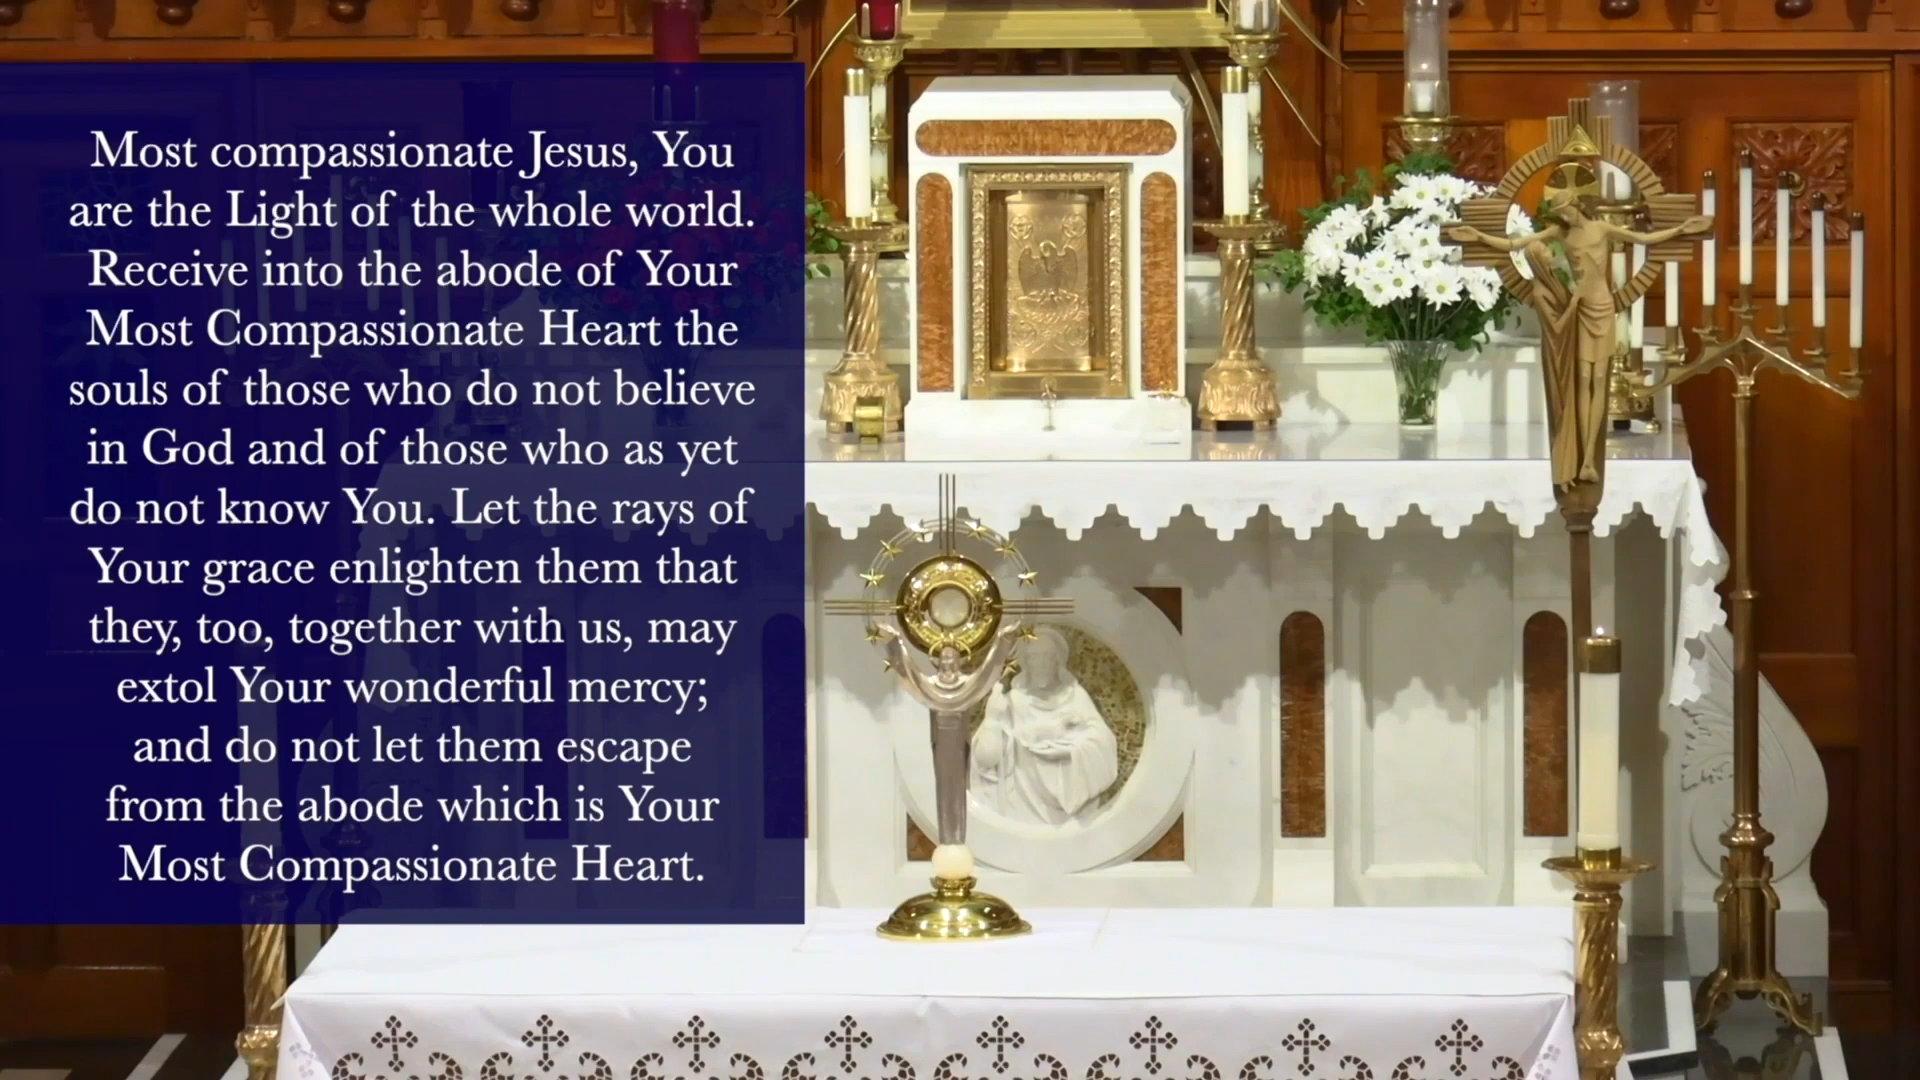 Most compassionate Jesus, You
are the Light of the whole world.
Receive into the abode of Your
Most Compassionate Heart the
souls of those who do not believe
in God and of those who as yet
do not know You. Let the rays of
Your grace enlighten them that
they, too, together with us, may
extol Your wonderful mercy;
and do not let them escape
from the abode which is Your
Most Compassionate Heart.